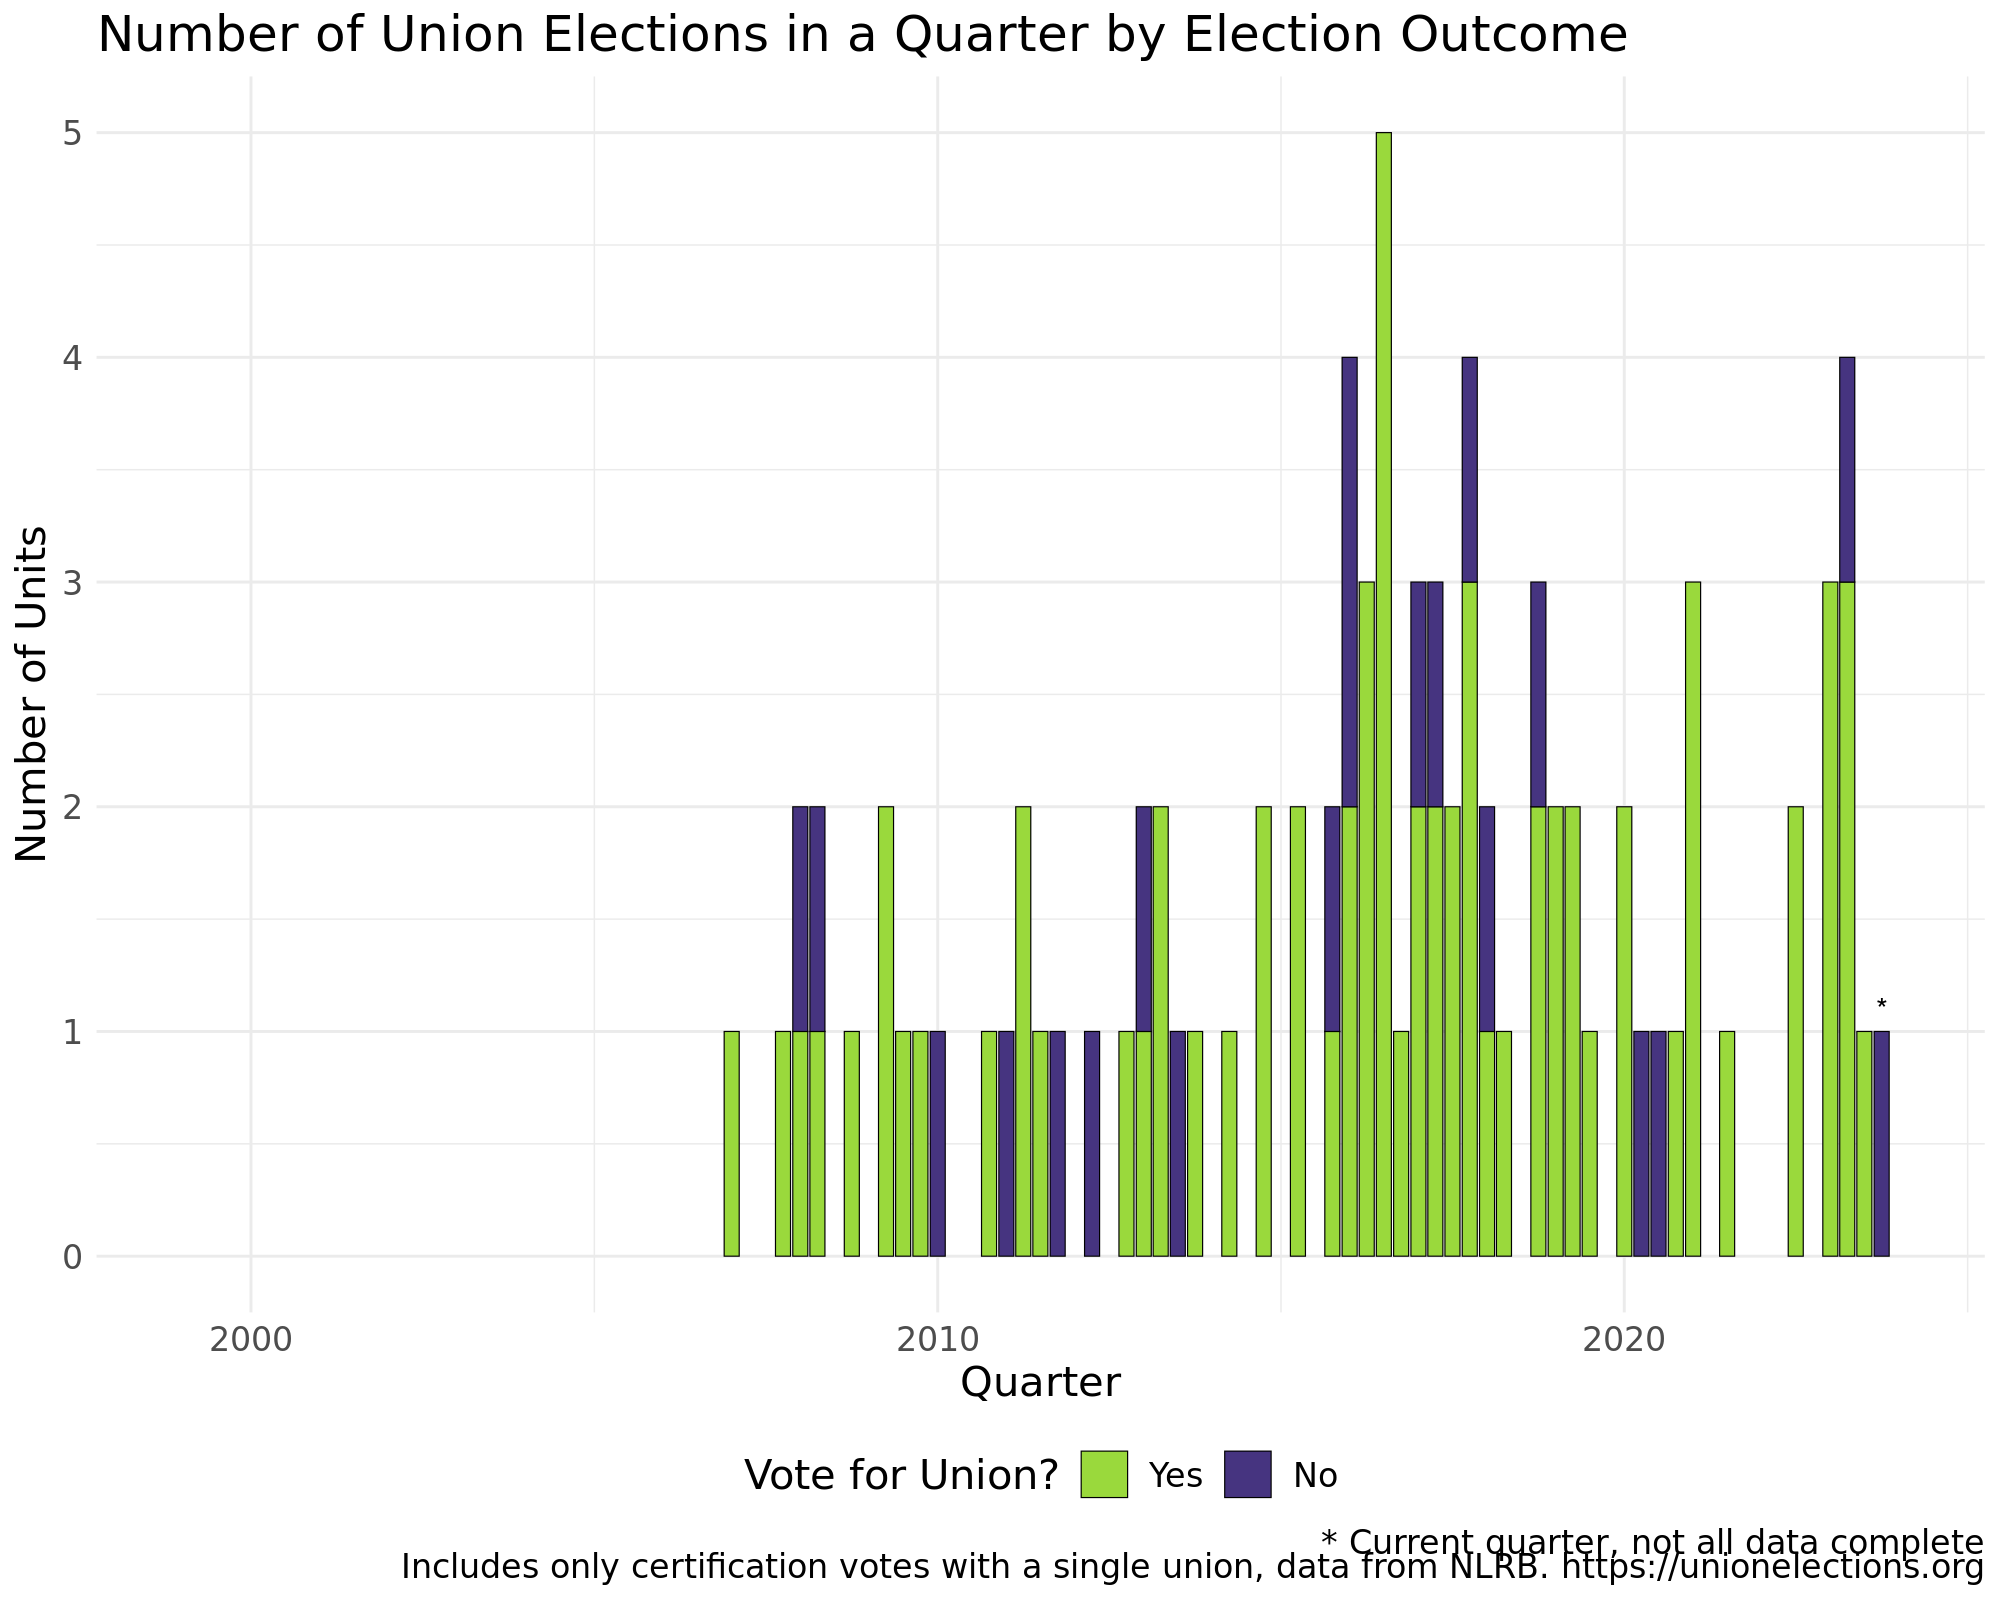 Number of Union Elections in a Quarter by Election Outcome
5
4
3
2
1
0
Number of Units
*
2000 2010 2020
Quarter
Vote for Union? Yes No
* Current quarter, not all data complete
Includes only certification votes with a single union, data from NLRB. https://unionelections.org